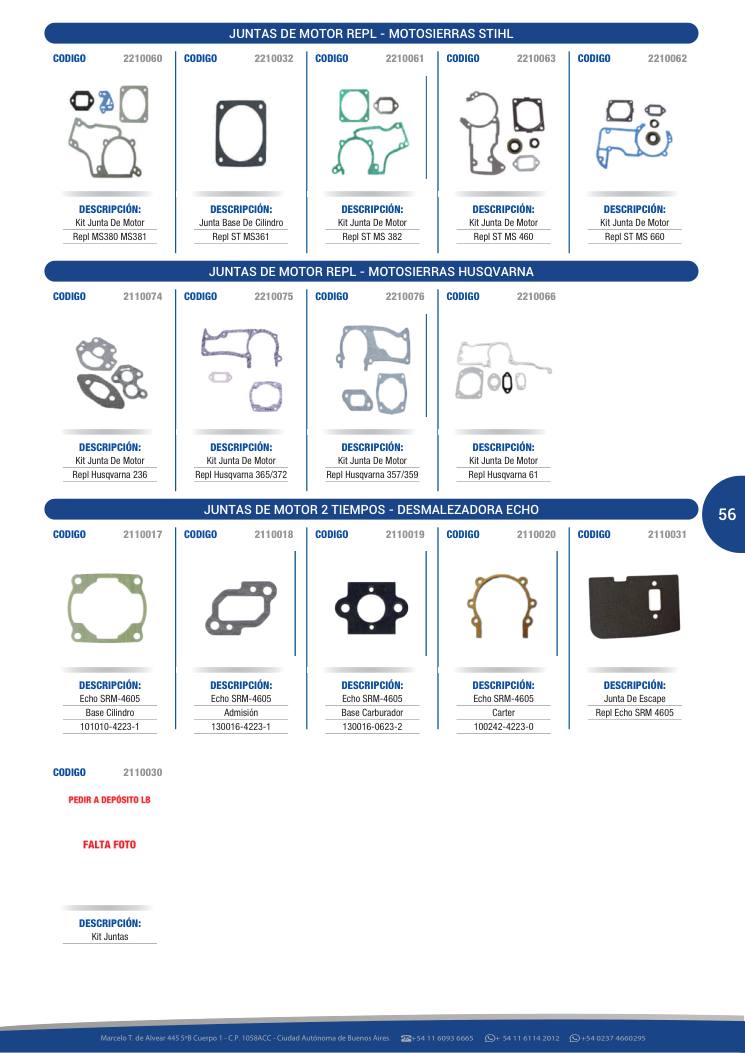 JUNTAS DE MOTOR REPL - MOTOSIERRAS STIHL
CODIGO 2210060
DESCRIPCIÓN:
Kit Junta De Motor
Repl MS380 MS381
CODIGO 2210032
DESCRIPCIÓN:
Junta Base De Cilindro
Repl ST MS361
CODIGO 2210061
DESCRIPCIÓN:
Kit Junta De Motor
Repl ST MS 382
CODIGO 2210063
DESCRIPCIÓN:
Kit Junta De Motor
Repl ST MS 460
CODIGO 2210062
DESCRIPCIÓN:
Kit Junta De Motor
Repl ST MS 660
JUNTAS DE MOTOR REPL - MOTOSIERRAS HUSQVARNA
CODIGO 2110074
DESCRIPCIÓN:
Kit Junta De Motor
Repl Husqvarna 236
CODIGO 2210075
DESCRIPCIÓN:
Kit Junta De Motor
Repl Husqvarna 365/372
CODIGO 2210076
DESCRIPCIÓN:
Kit Junta De Motor
Repl Husqvarna 357/359
CODIGO 2210066
DESCRIPCIÓN:
Kit Junta De Motor
Repl Husqvarna 61
56
JUNTAS DE MOTOR 2 TIEMPOS - DESMALEZADORA ECHO
CODIGO 2110017
DESCRIPCIÓN:
Echo SRM-4605
Base Cilindro
101010-4223-1
CODIGO 2110018
DESCRIPCIÓN:
Echo SRM-4605
Admisión
130016-4223-1
CODIGO 2110019
DESCRIPCIÓN:
Echo SRM-4605
Base Carburador
130016-0623-2
CODIGO 2110020
DESCRIPCIÓN:
Echo SRM-4605
Carter
100242-4223-0
CODIGO 2110031
DESCRIPCIÓN:
Junta De Escape
Repl Echo SRM 4605
CODIGO 2110030
PEDIR A DEPÓSITO LB
FALTA FOTO
DESCRIPCIÓN:
Kit Juntas
Marcelo T. de Alvear 445 5ºB Cuerpo 1 - C.P. 1058ACC - Ciudad Autónoma de Buenos Aires. +54 11 6093 6665 + 54 11 6114 2012 +54 0237 4660295